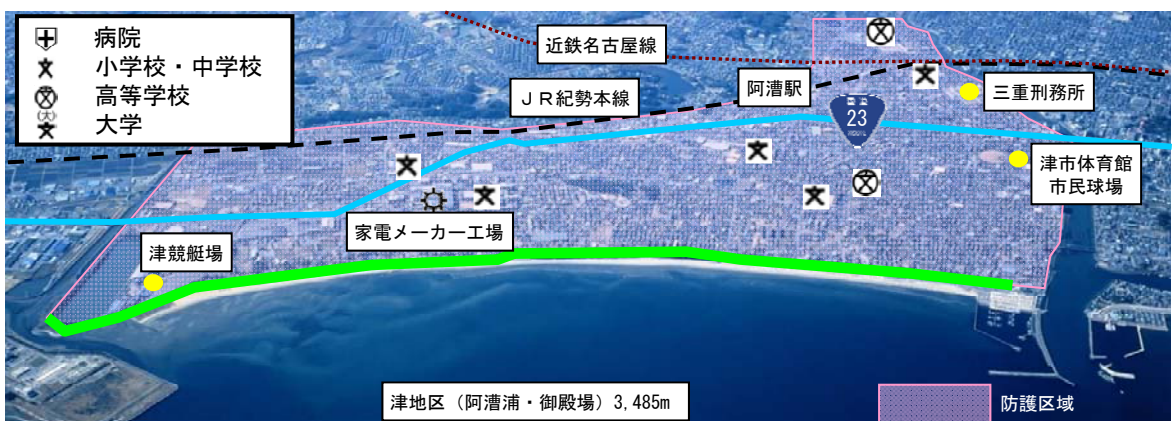 病院
小学校・中学校
高等学校
(大)
大学
近鉄名古屋線
JR紀勢本線
阿漕駅
23
三重刑務所
津市体育館
市民球場
家電メーカー工場
津競艇場
津地区(阿漕浦・御殿場)3,485m
防護区域